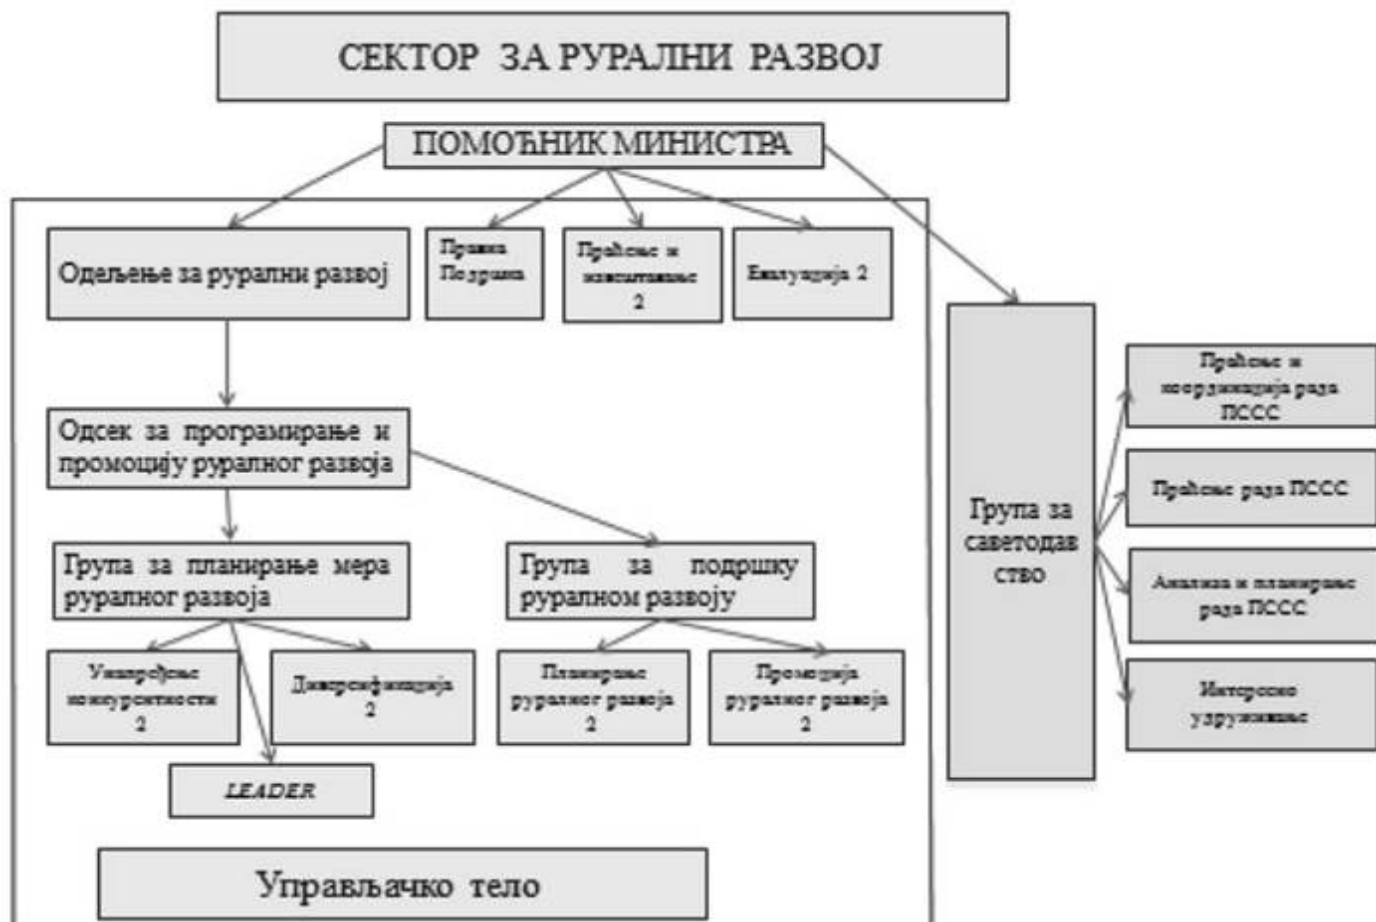 СЕКТОР ЗА РУРАЛНИ РАЗВОЈ
ПОМОЋНИК МИНИСТРА
Одељење за рурални развој
Правна
Подршка
Праћење и
извештавање
2
Евалуација 2
Одсек за програмирање и
промоцију руралног развоја
Група за планирање мера
руралног развоја
Група за подршку
руралном развоју
Унапређење
конкурентности
2
Диверсификација
2
Планирање
руралног развоја
2
Промоција
руралног развоја
2
LEADER
Управљачко тело
Група за
саветодав
ство
Праћење и
координација рада
ПССС
Праћење рада ПССС
Анализа и планирање
рада ПССС
Интересно
удруживање